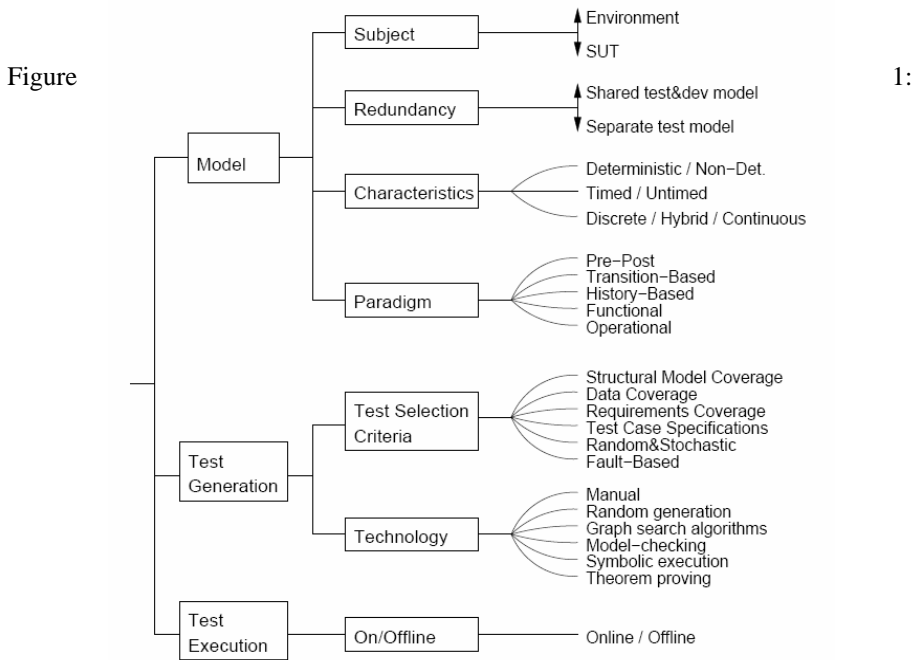 Figure 1:
Model
Subject
Environment
SUT
Redundancy
Shared test&dev model
Separate test model
Characteristics
Deterministic / Non−Det.
Timed / Untimed
Discrete / Hybrid / Continuous
Paradigm
Pre−Post
Transition−Based
History−Based
Functional
Operational
Test
Generation
Test Selection
Criteria
Structural Model Coverage
Data Coverage
Requirements Coverage
Test Case Specifications
Random&Stochastic
Fault−Based
Technology
Manual
Random generation
Graph search algorithms
Model−checking
Symbolic execution
Theorem proving
Test
Execution
On/Offline
Online / Offline